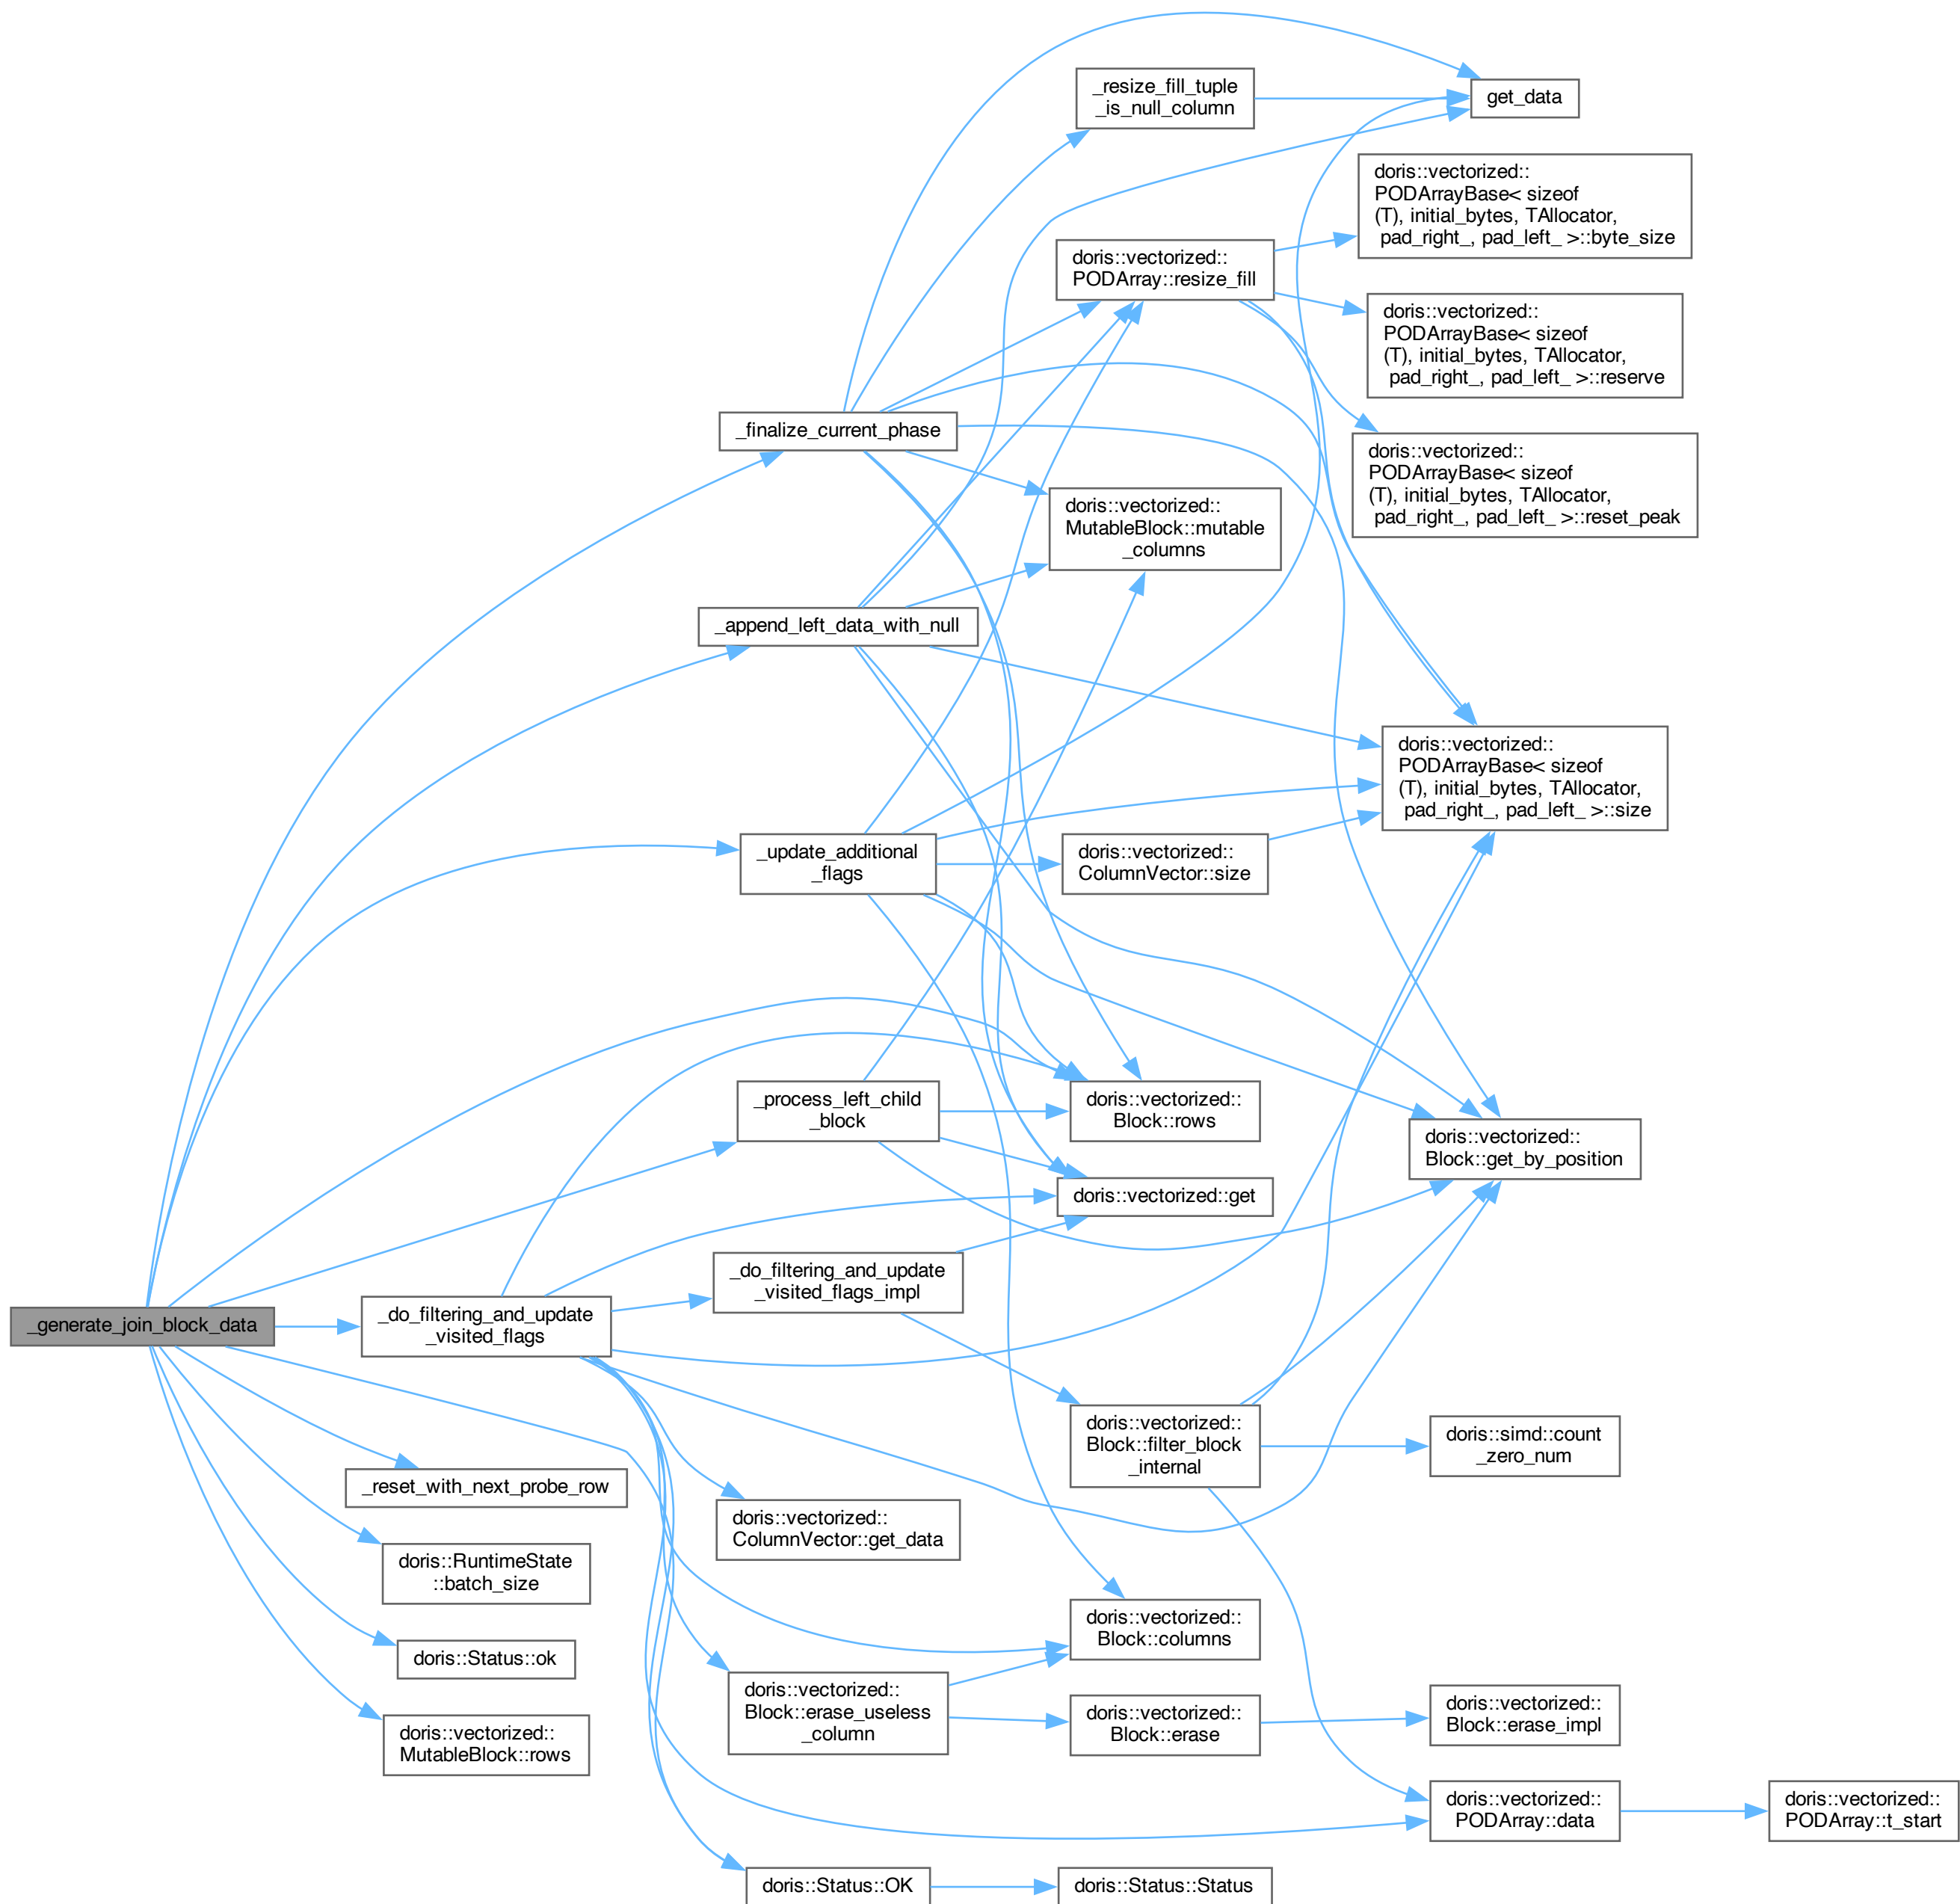 _resize_fill_tuple
_is_null_column
get_data
doris::vectorized::
PODArrayBase< sizeof
(T), initial_bytes, TAllocator,
pad_right_, pad_left_ >::byte_size
doris::vectorized::
PODArray::resize_fill
doris::vectorized::
PODArrayBase< sizeof
(T), initial_bytes, TAllocator,
pad_right_, pad_left_ >::reserve
_finalize_current_phase
doris::vectorized::
PODArrayBase< sizeof
(T), initial_bytes, TAllocator,
pad_right_, pad_left_ >::reset_peak
doris::vectorized::
MutableBlock::mutable
_columns
_append_left_data_with_null
doris::vectorized::
PODArrayBase< sizeof
(T), initial_bytes, TAllocator,
pad_right_, pad_left_ >::size
_update_additional
_flags
doris::vectorized::
ColumnVector::size
_process_left_child
_block
doris::vectorized::
Block::rows
doris::vectorized::
Block::get_by_position
doris::vectorized::get
_generate_join_block_data
_do_filtering_and_update
_visited_flags
_do_filtering_and_update
_visited_flags_impl
doris::vectorized::
Block::filter_block
_internal
doris::simd::count
_zero_num
_reset_with_next_probe_row
doris::vectorized::
ColumnVector::get_data
doris::RuntimeState
::batch_size
doris::vectorized::
Block::columns
doris::Status::ok
doris::vectorized::
Block::erase_useless
_column
doris::vectorized::
Block::erase
doris::vectorized::
Block::erase_impl
doris::vectorized::
MutableBlock::rows
doris::vectorized::
PODArray::data
doris::vectorized::
PODArray::t_start
doris::Status::OK
doris::Status::Status